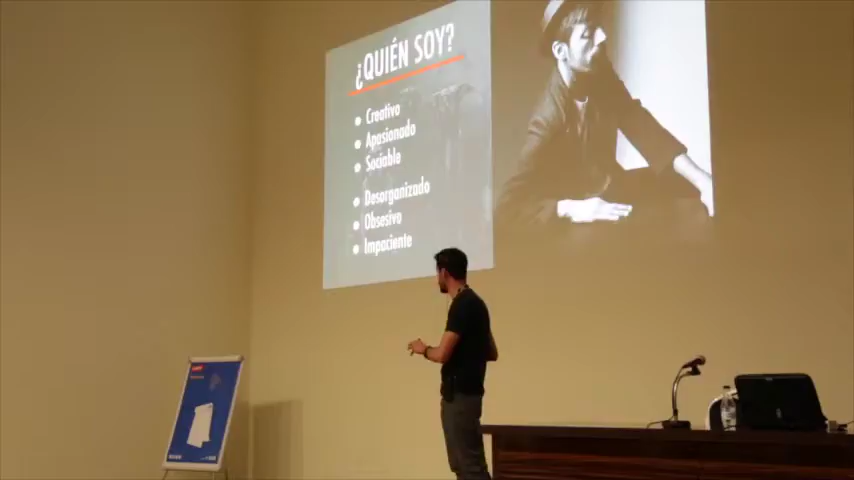 ¿QUIÉN SOY?
Creativo
Apasionado
Sociable
Desorganizado
Obsesivo
Impaciente